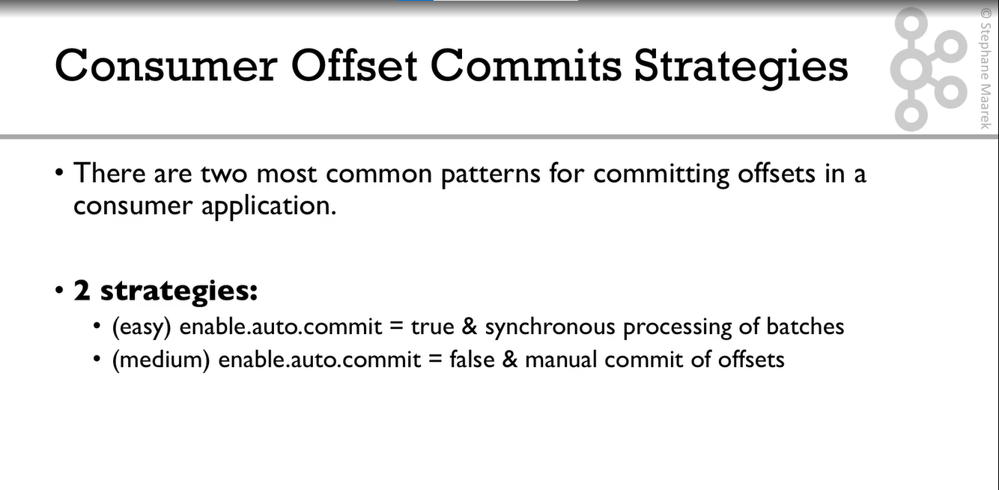 Consumer Offset Commits Strategies
© Stephane Maarek
• There are two most common patterns for committing offsets in a
consumer application.
• 2 strategies:
• (easy) enable.auto.commit = true & synchronous processing of batches
• (medium) enable.auto.commit = false & manual commit of offsets